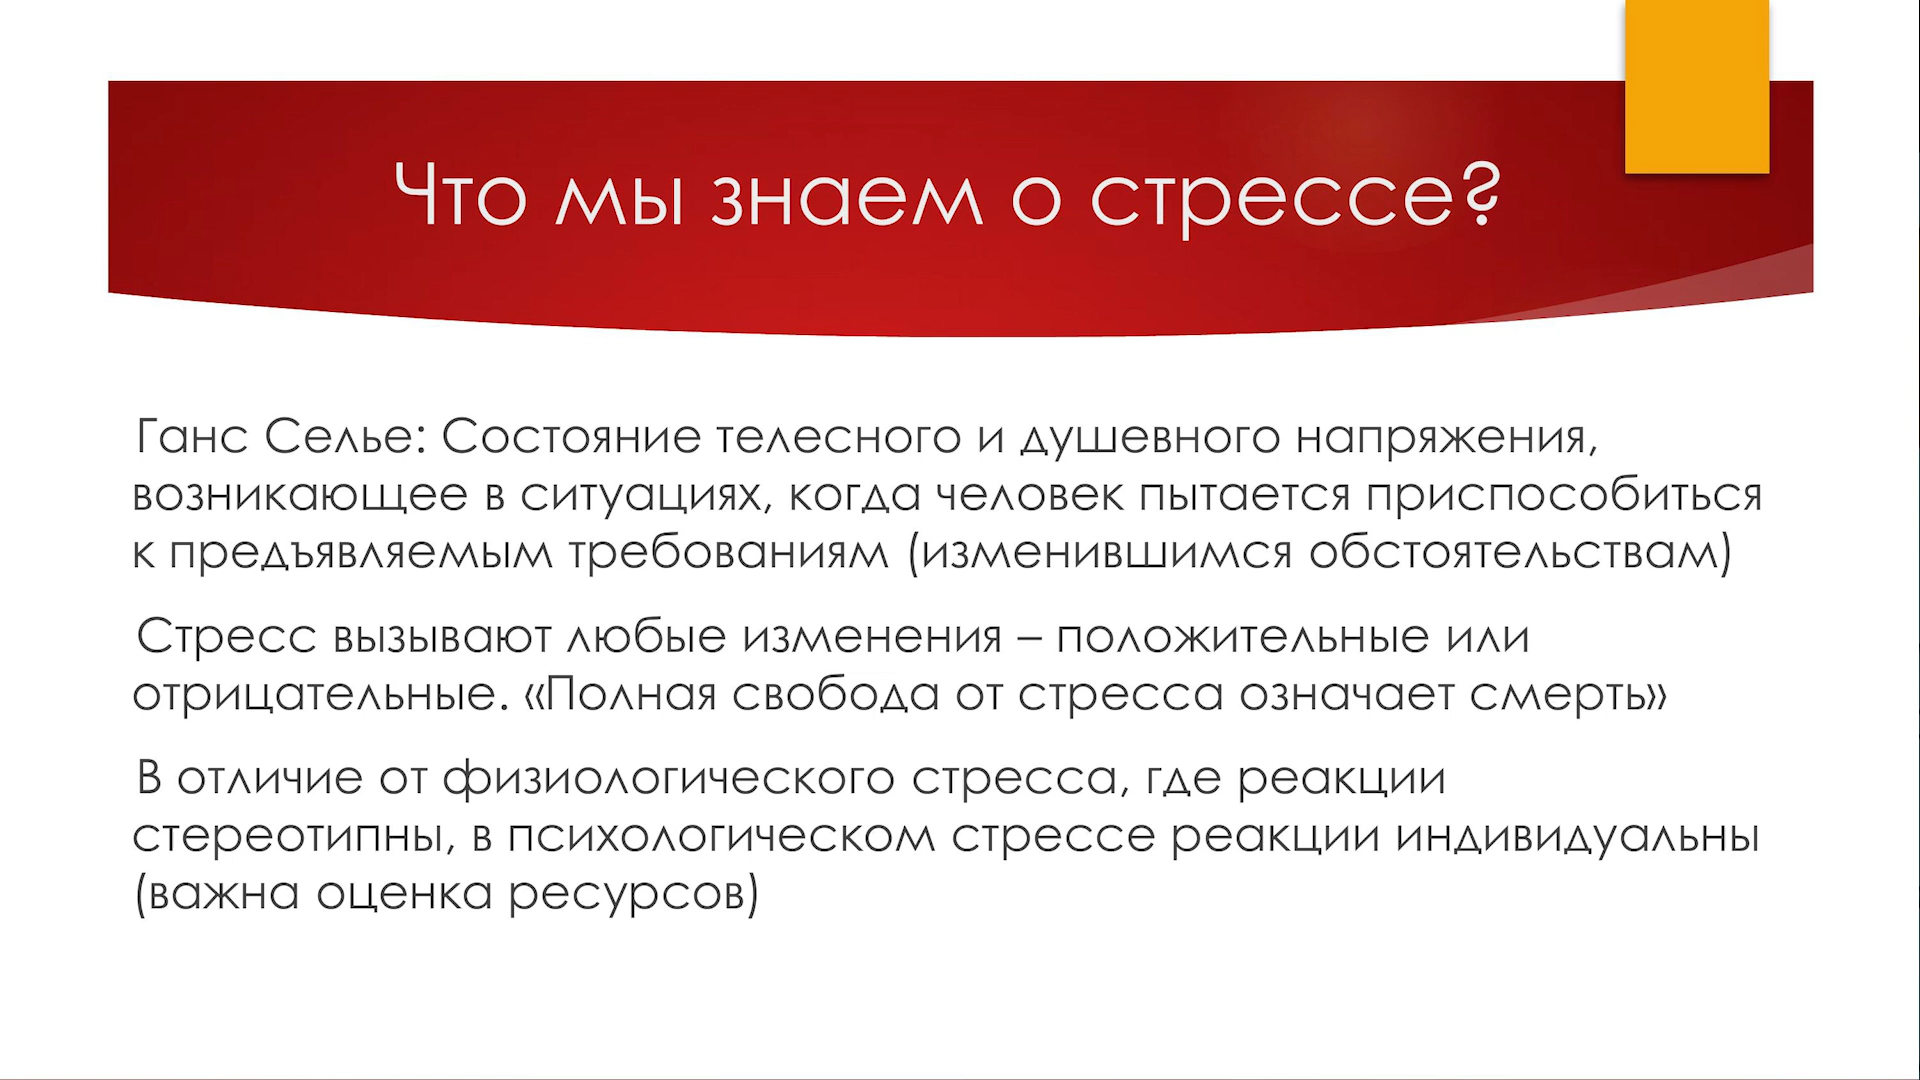 Что мы знаем о стрессе?
Ганс Селье: Состояние телесного и душевного напряжения,
возникающее в ситуациях, когда человек пытается приспособиться
к предъявляемым требованиям (изменившимся обстоятельствам)
Стресс вызывают любые изменения – положительные или
отрицательные. «Полная свобода от стресса означает смерть»
В отличие от физиологического стресса, где реакции
стереотипны, в психологическом стрессе реакции индивидуальны
(важна оценка ресурсов)